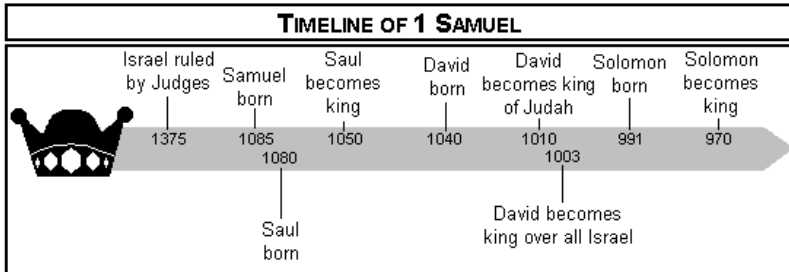 TIMELINE OF 1 SAMUEL
Israel ruled
by Judges
Samuel
born
Saul
becomes
king
David
born
David
becomes king
of Judah
Solomon
born
Solomon
becomes
king
1375
1085
1080
1050
1040
1010
1003
991
970
Saul
born
David becomes
king over all Israel